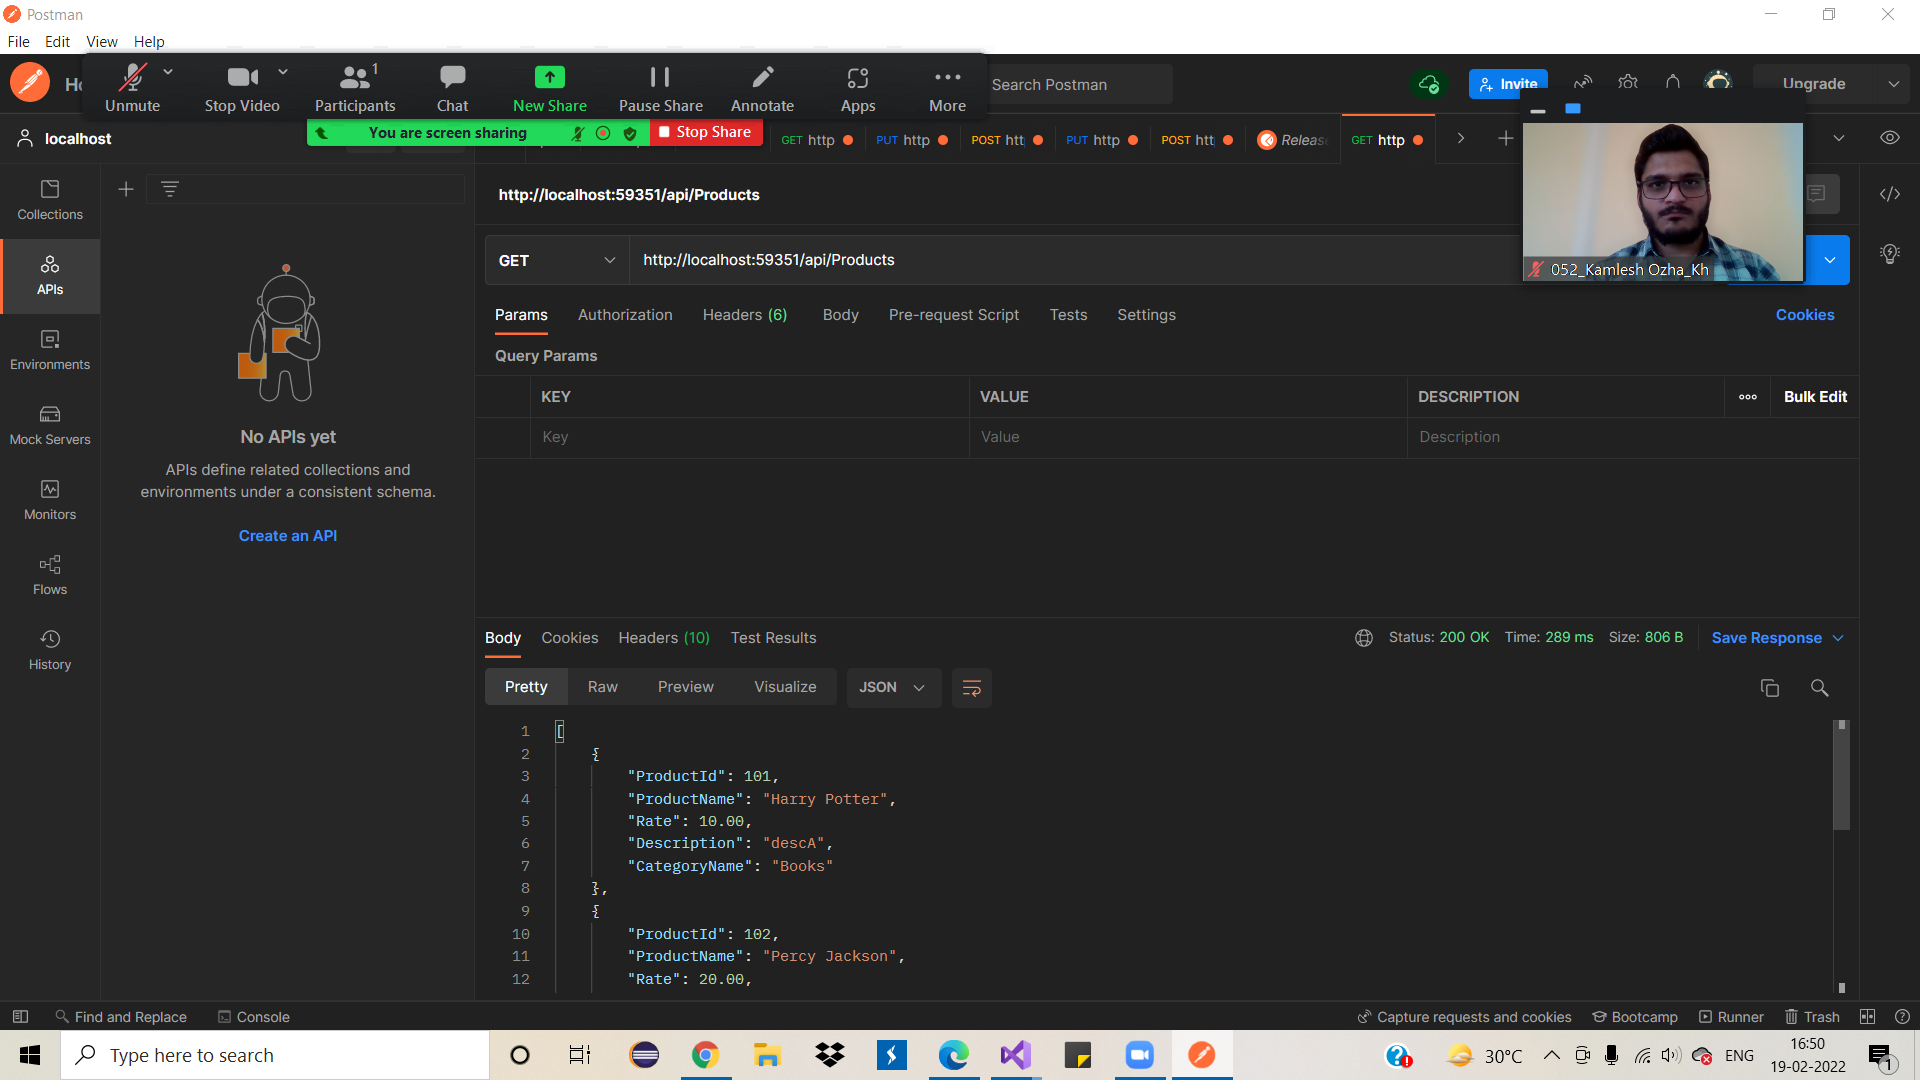 Postman
File Edit View Help
Unmute Stop Video Participants 1 Chat New Share Pause Share Annotate Apps More
Search Postman
Invite
Upgrade
You are screen sharing Stop Share
localhost
GET http PUT http POST htt PUT http POST htt Release GET http
http://localhost:59351/api/Products
GET http://localhost:59351/api/Products
052_Kamlesh Ozha_Kh
Collections
APIs
Environments
Mock Servers
Monitors
Flows
History
No APIs yet
APIs define related collections and
environments under a consistent schema.
Create an API
Params Authorization Headers (6) Body Pre-request Script Tests Settings Cookies
Query Params
KEY VALUE DESCRIPTION Bulk Edit
Key Value Description
Body Cookies Headers (10) Test Results Status: 200 OK Time: 289 ms Size: 806 B Save Response
Pretty Raw Preview Visualize JSON
1 [
2 {
3 "ProductId": 101,
4 "ProductName": "Harry Potter",
5 "Rate": 10.00,
6 "Description": "descA",
7 "CategoryName": "Books"
8 },
9 {
10 "ProductId": 102,
11 "ProductName": "Percy Jackson",
12 "Rate": 20.00,
Find and Replace Console Capture requests and cookies Bootcamp Runner Trash
Type here to search
30°C ENG
16:50
19-02-2022
1